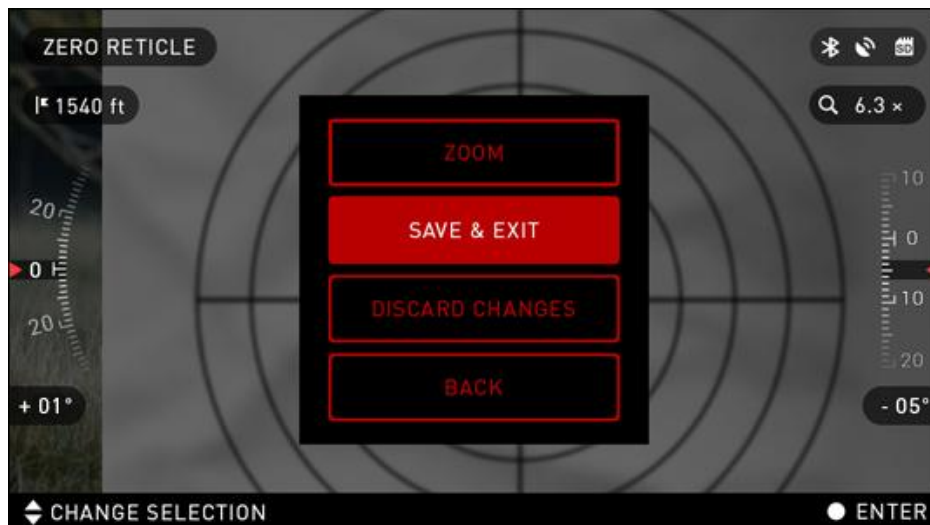 ZERO RETICLE
1540 ft
6.3 ×
ZOOM
SAVE & EXIT
DISCARD CHANGES
BACK
20
0
20
+ 01°
10
0
10
20
- 05°
CHANGE SELECTION
ENTER